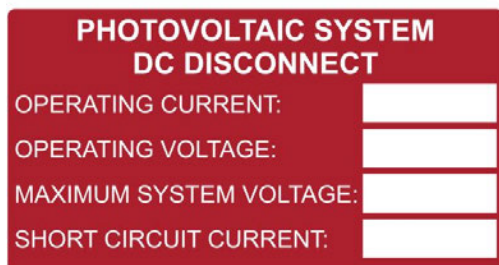 PHOTOVOLTAIC SYSTEM
DC DISCONNECT
OPERATING CURRENT:
OPERATING VOLTAGE:
MAXIMUM SYSTEM VOLTAGE:
SHORT CIRCUIT CURRENT: